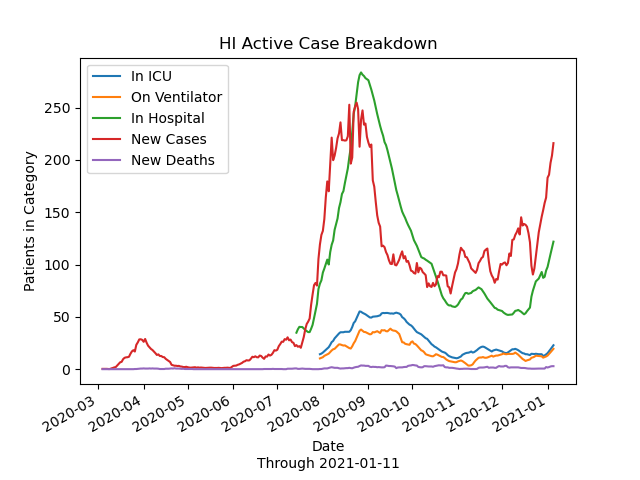 HI Active Case Breakdown
In ICU
On Ventilator
In Hospital
New Cases
New Deaths
Patients in Category
250
200
150
100
50
0
2020-03
2020-04
2020-05
2020-06
2020-07
2020-08
2020-09
2020-10
2020-11
2020-12
2021-01
Date
Through 2021-01-11